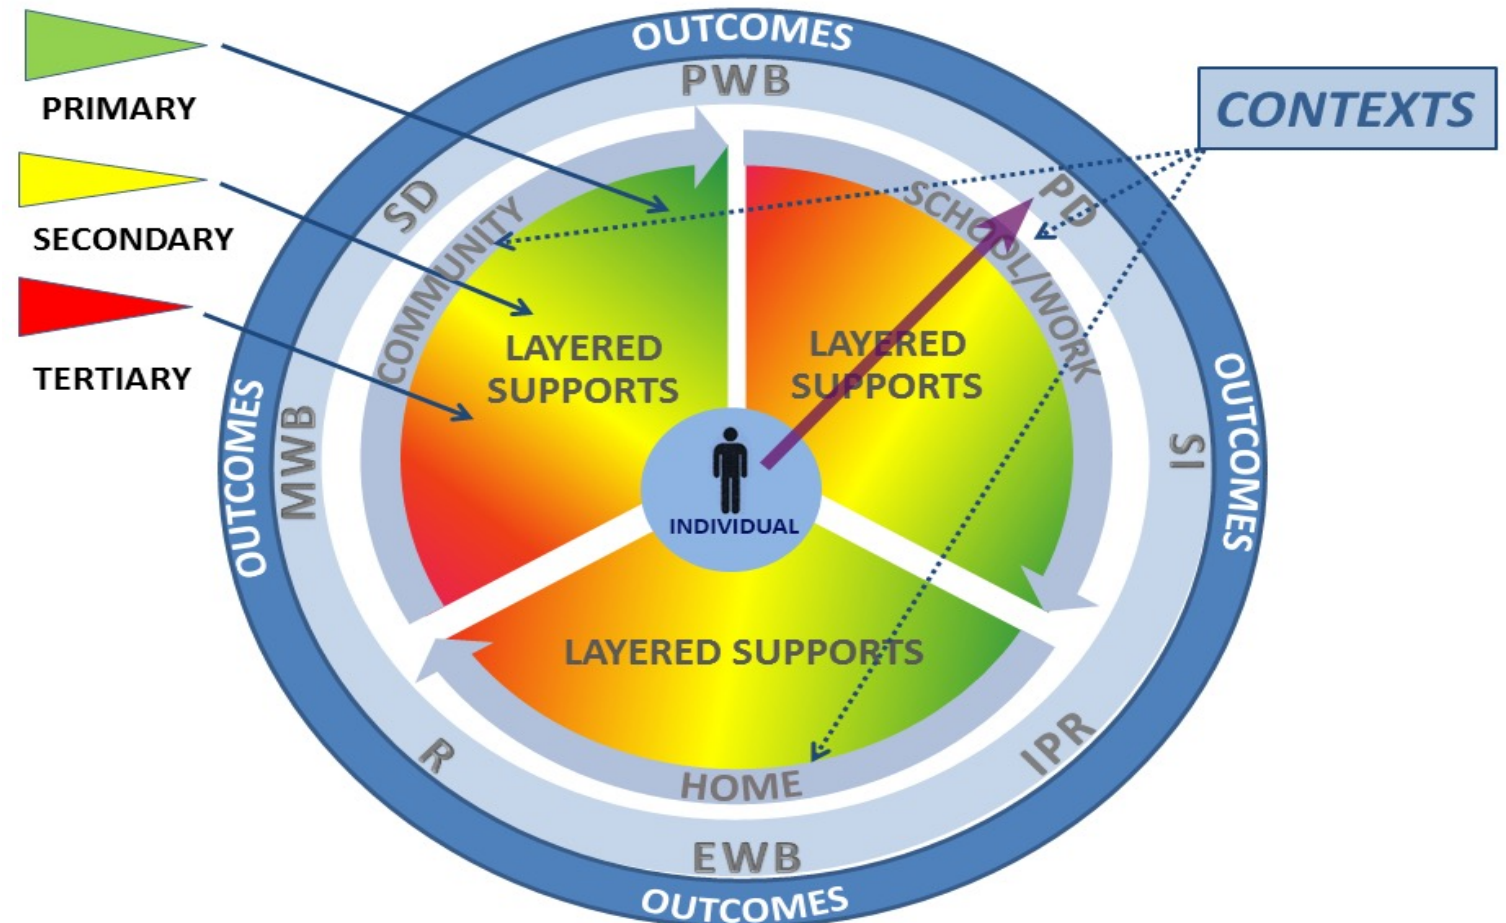 OUTCOMES
PWB
CONTEXTS
PRIMARY
SD
PD
SECONDARY
COMMUNITY
SCHOOL/WORK
TERTIARY
LAYERED
SUPPORTS
LAYERED
SUPPORTS
OUTCOMES
MWB
SI
OUTCOMES
INDIVIDUAL
LAYERED SUPPORTS
R
IPR
HOME
EWB
OUTCOMES